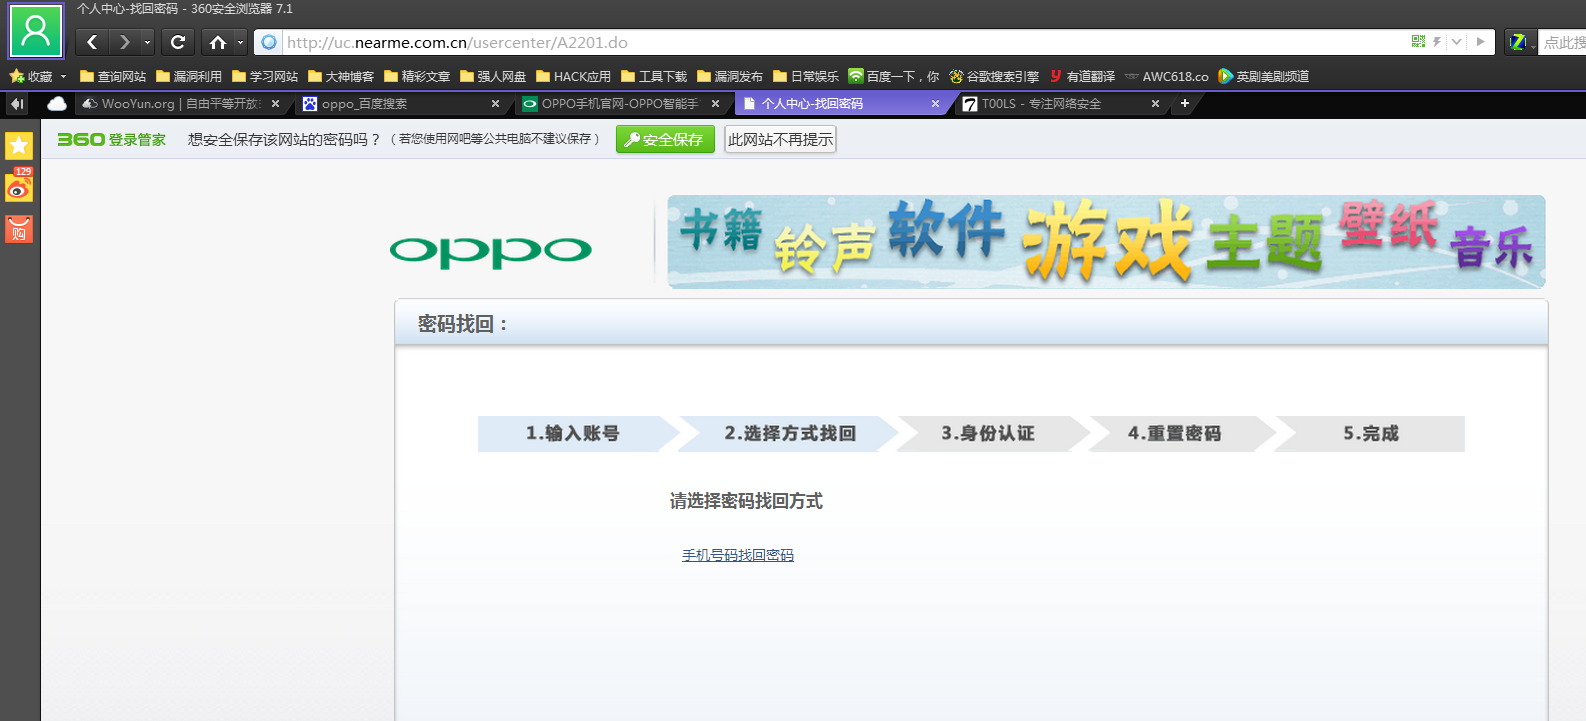 个人中心-找回密码 - 360安全浏览器 7.1
http://uc.nearme.com.cn/usercenter/A2201.do
点此搜
收藏 查询网站 漏洞利用 学习网站 大神博客 精彩文章 强人网盘 HACK应用 工具下载 漏洞发布 日常娱乐 百度一下，你 谷歌搜索引擎 有道翻译 AWC618.co 英剧美剧频道
WooYun.org | 自由平等开放 oppo_百度搜索 OPPO手机官网-OPPO智能手 个人中心-找回密码 T00LS - 专注网络安全
360 登录管家 想安全保存该网站的密码吗？（若您使用网吧等公共电脑不建议保存） 安全保存 此网站不再提示
129
购
oppo
书籍 铃声 软件 游戏 主题 壁纸 音乐
密码找回：
1.输入账号 2.选择方式找回 3.身份认证 4.重置密码 5.完成
请选择密码找回方式
手机号码找回密码